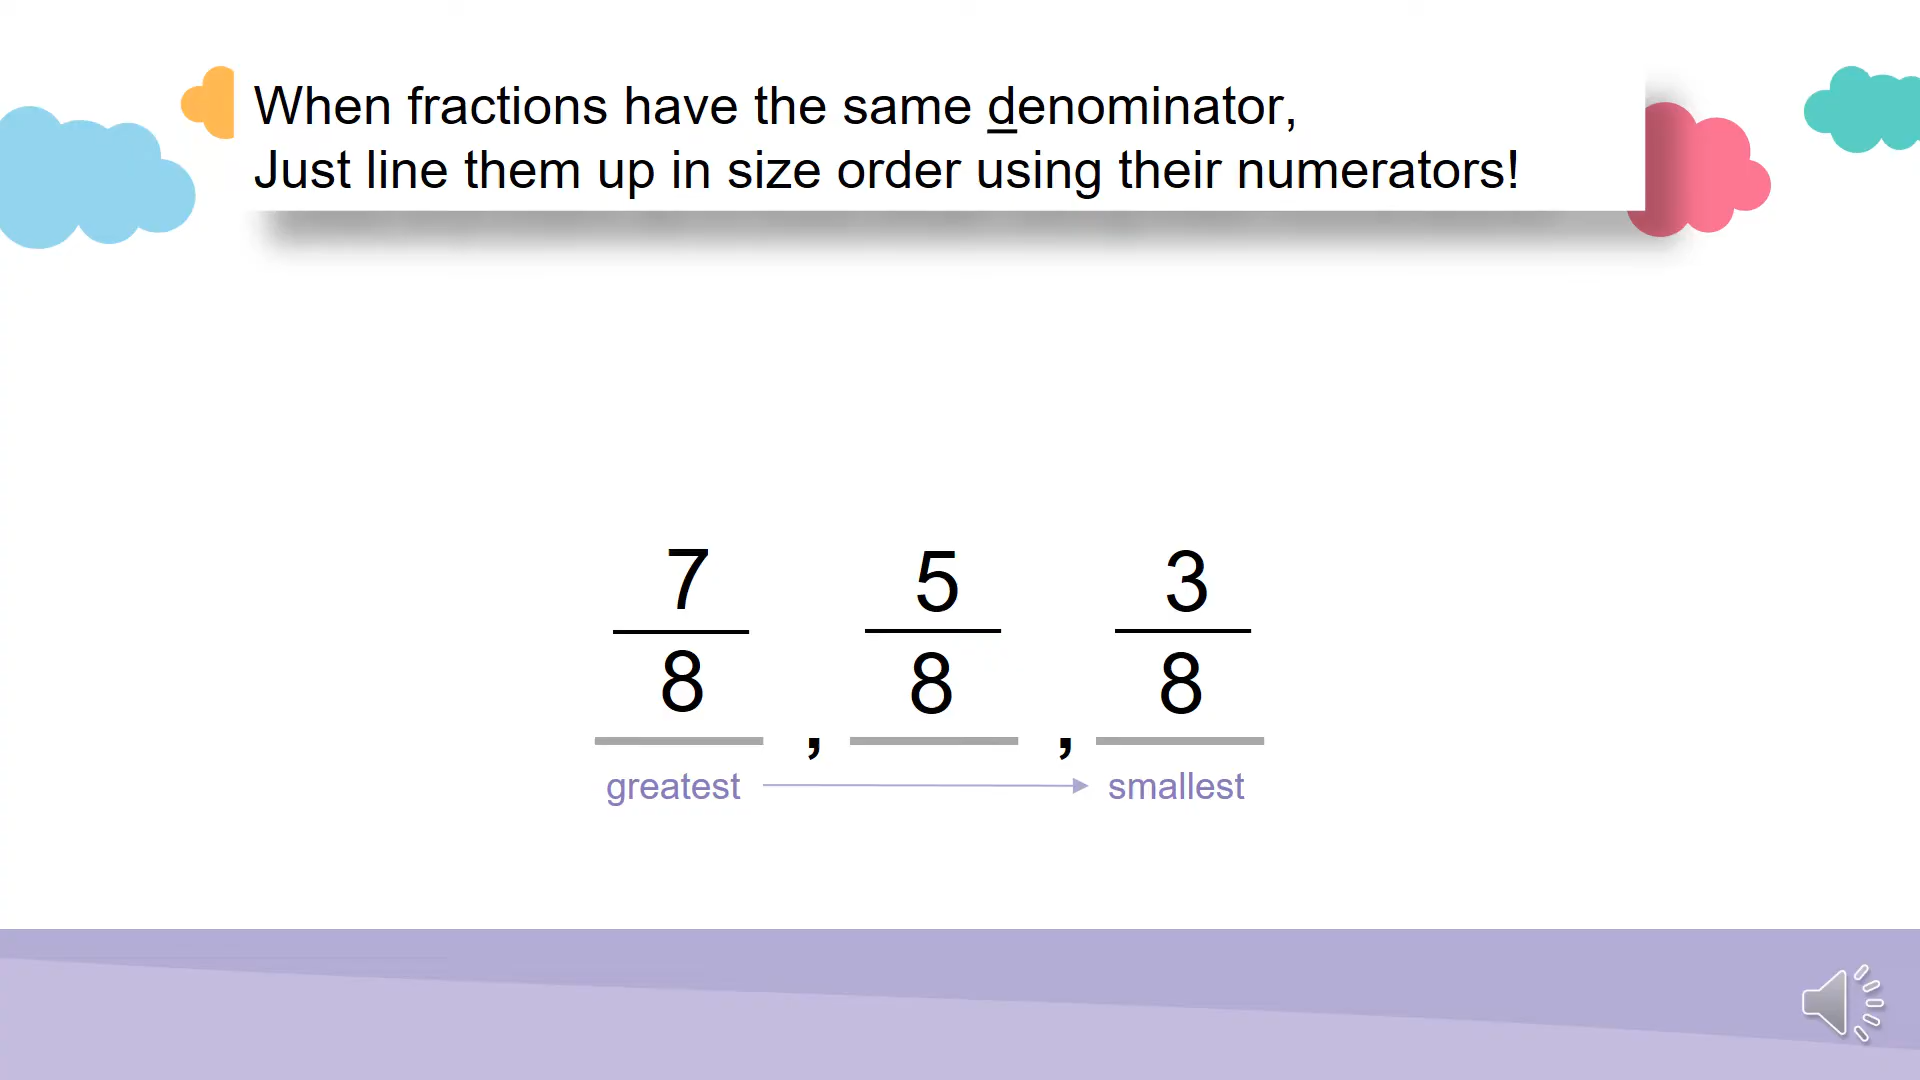 When fractions have the same denominator,
Just line them up in size order using their numerators!
7 5 3
8 , 8 , 8
greatest smallest